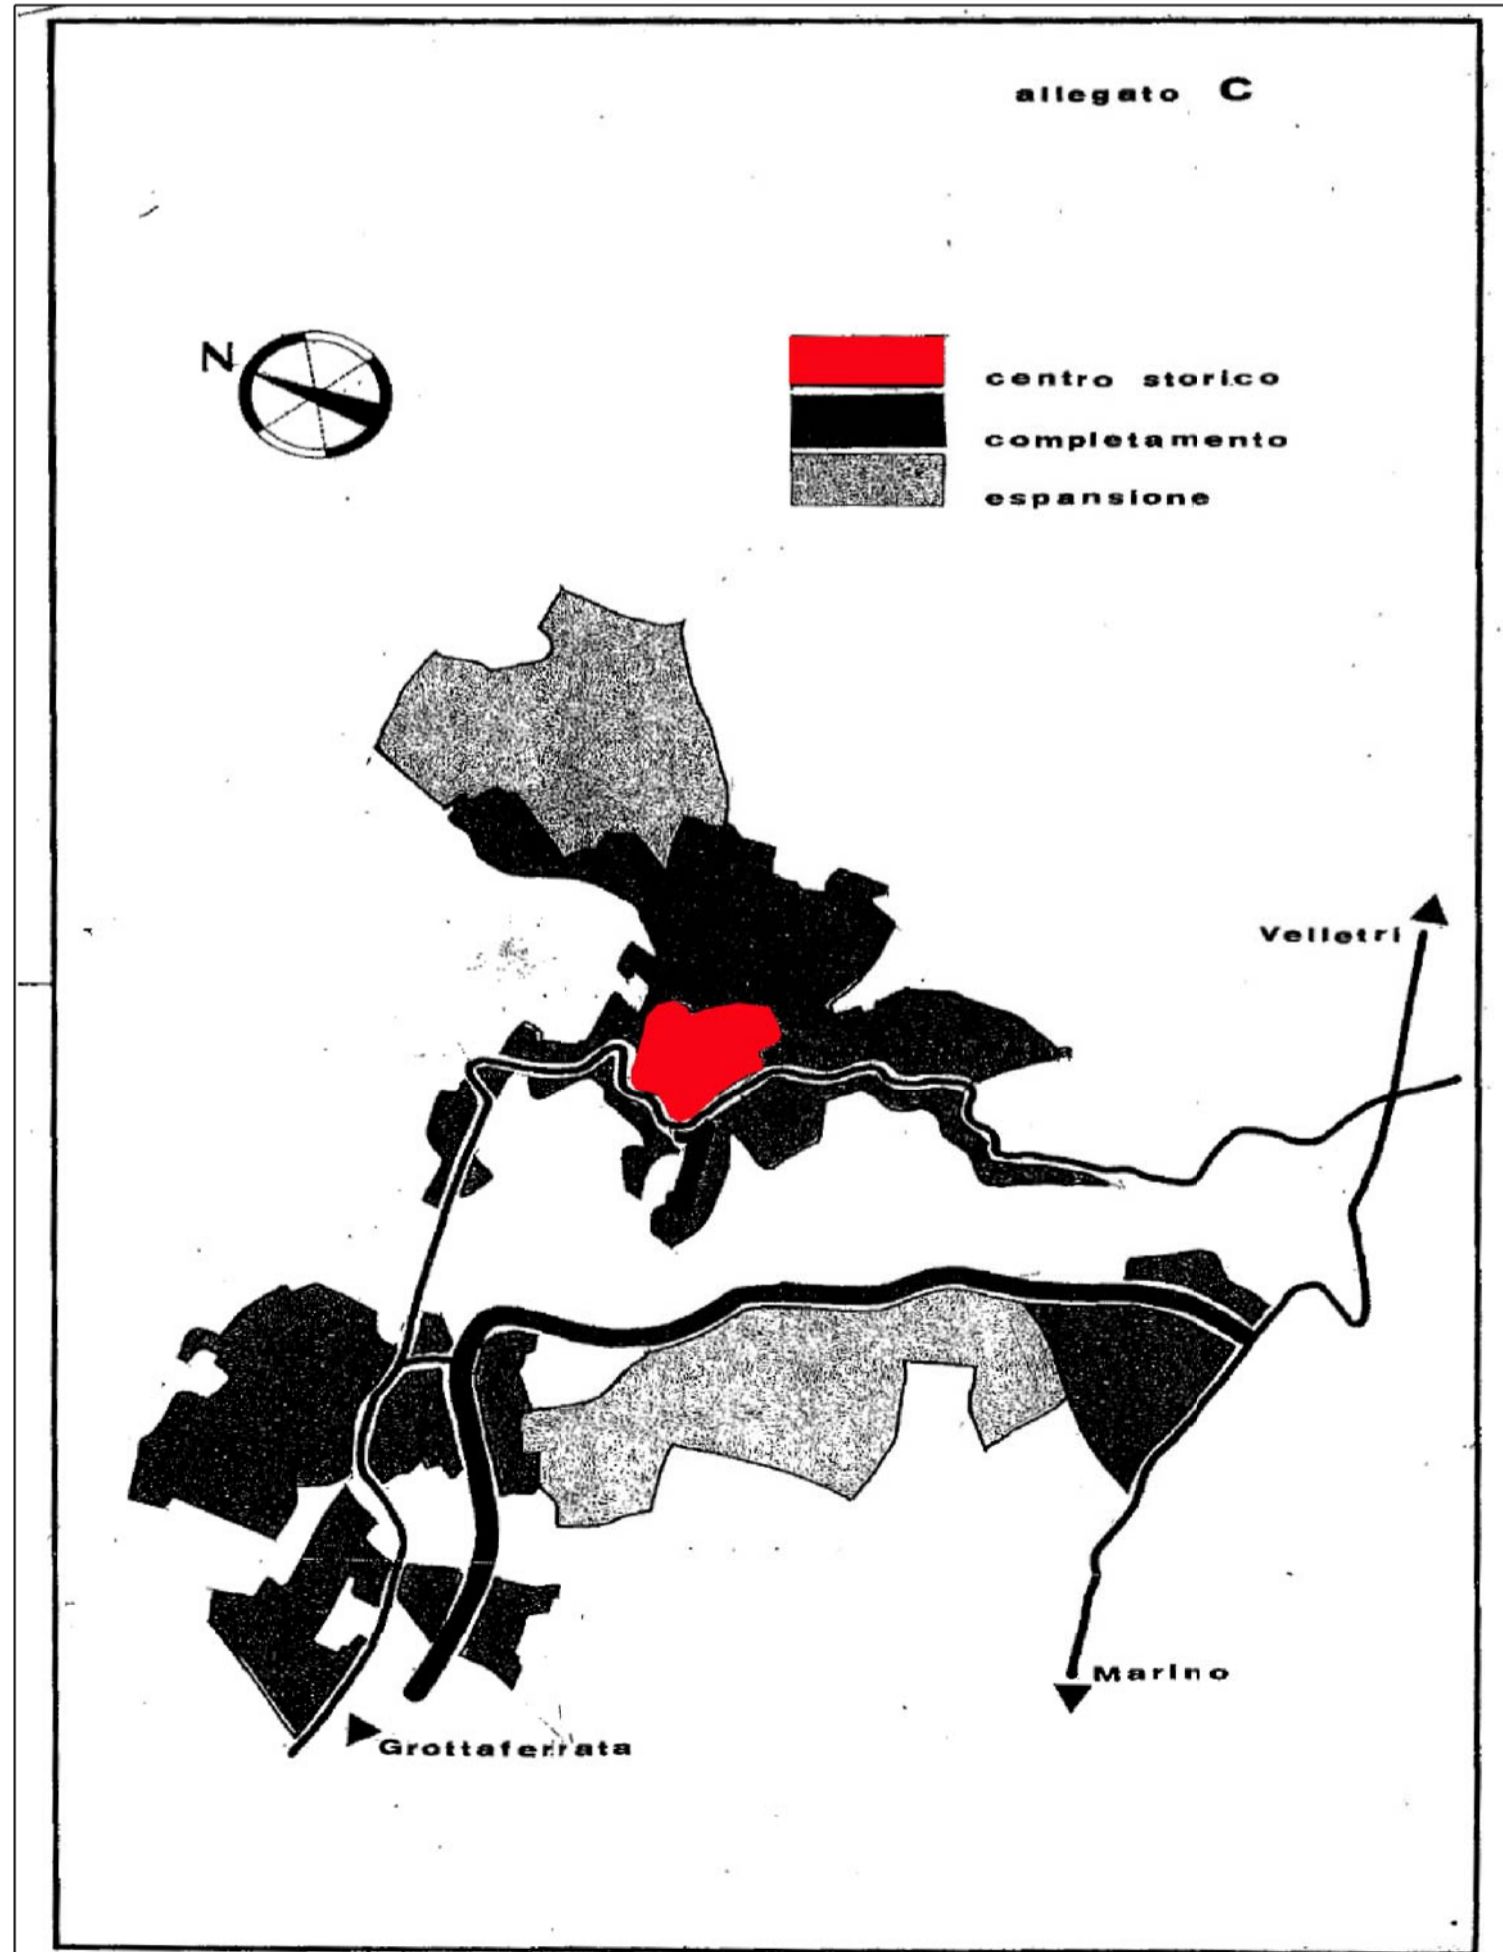 allegato C
N
centro storico
completamento
espansione
Velletri
Marino
Grottaferrata